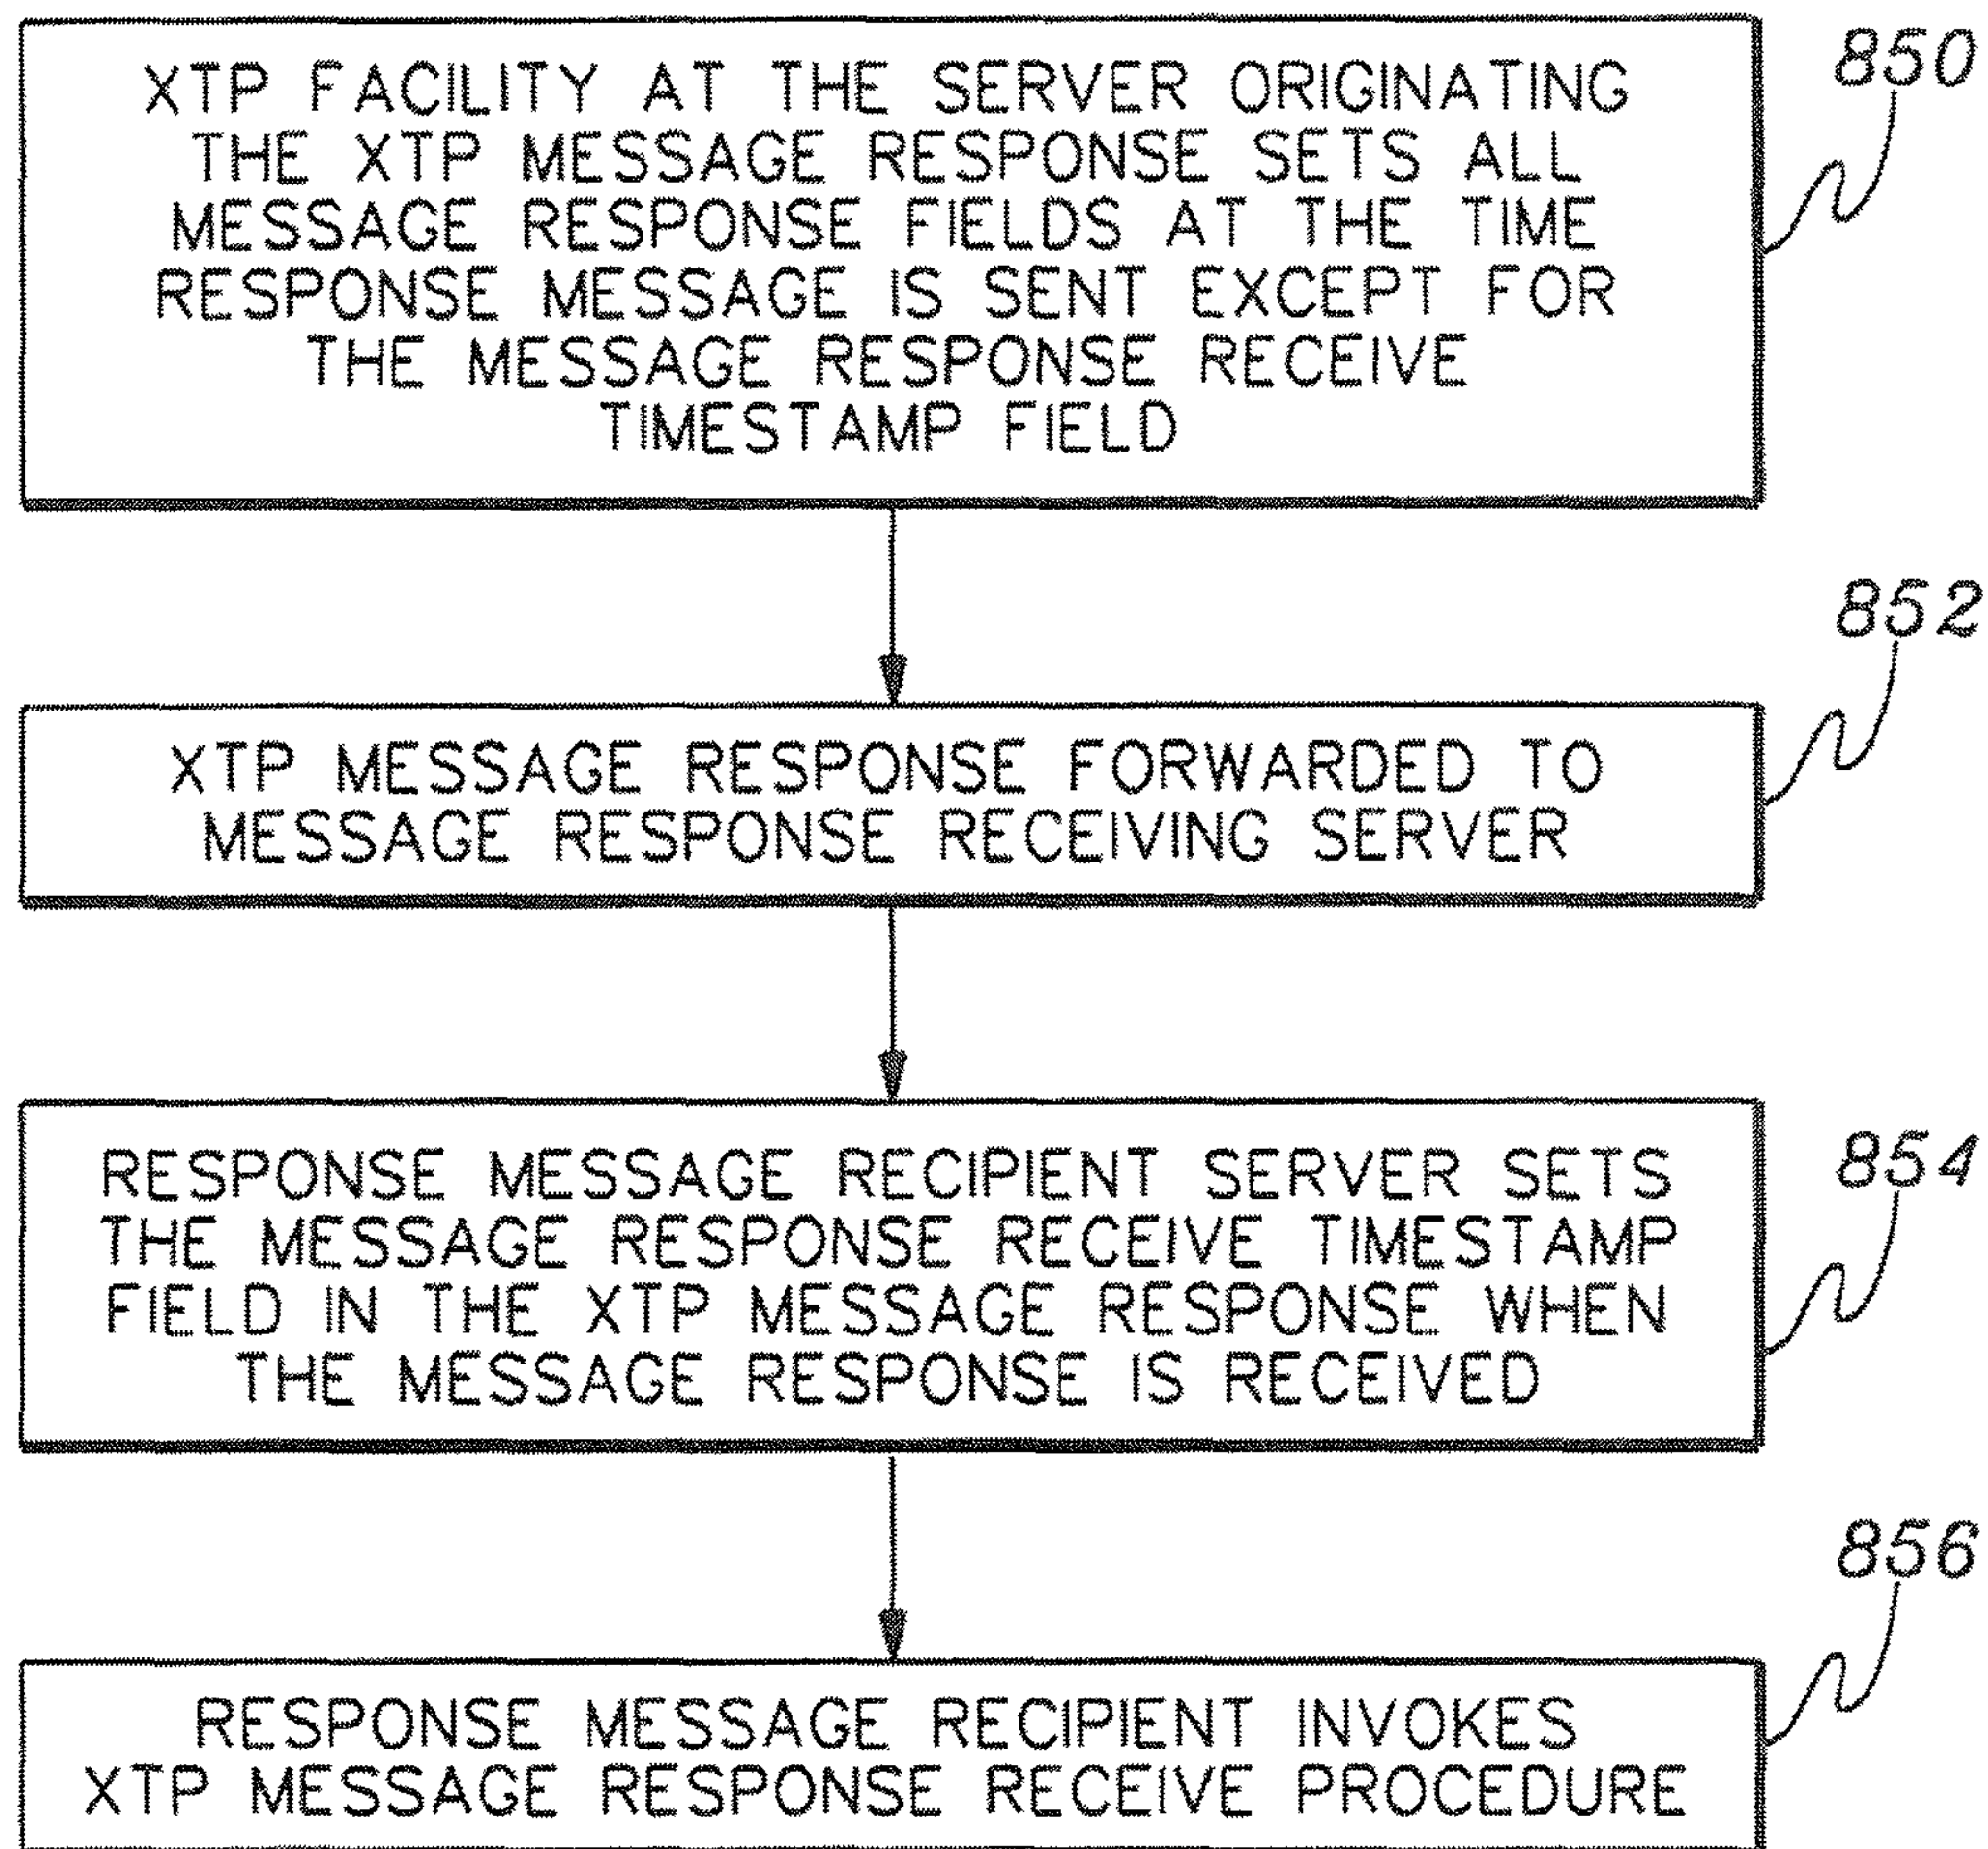 850
XTP FACILITY AT THE SERVER ORIGINATING
THE XTP MESSAGE RESPONSE SETS ALL
MESSAGE RESPONSE FIELDS AT THE TIME
RESPONSE MESSAGE IS SENT EXCEPT FOR
THE MESSAGE RESPONSE RECEIVE
TIMESTAMP FIELD
852
XTP MESSAGE RESPONSE FORWARDED TO
MESSAGE RESPONSE RECEIVING SERVER
854
RESPONSE MESSAGE RECIPIENT SERVER SETS
THE MESSAGE RESPONSE RECEIVE TIMESTAMP
FIELD IN THE XTP MESSAGE RESPONSE WHEN
THE MESSAGE RESPONSE IS RECEIVED
856
RESPONSE MESSAGE RECIPIENT INVOKES
XTP MESSAGE RESPONSE RECEIVE PROCEDURE